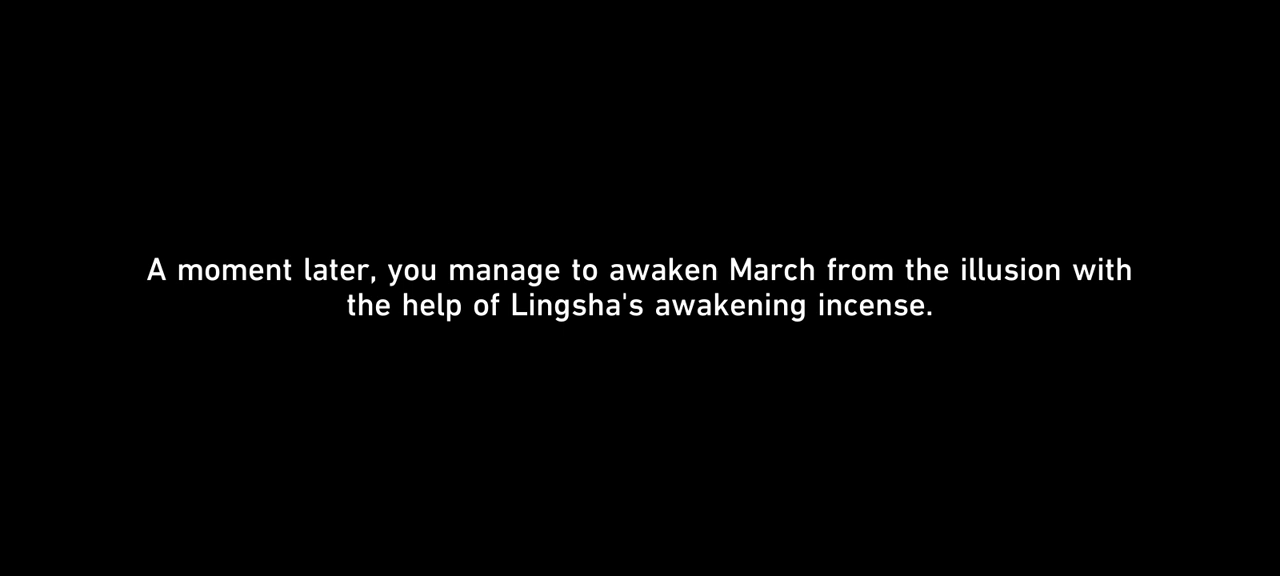 A moment later, you manage to awaken March from the illusion with
the help of Lingsha's awakening incense.